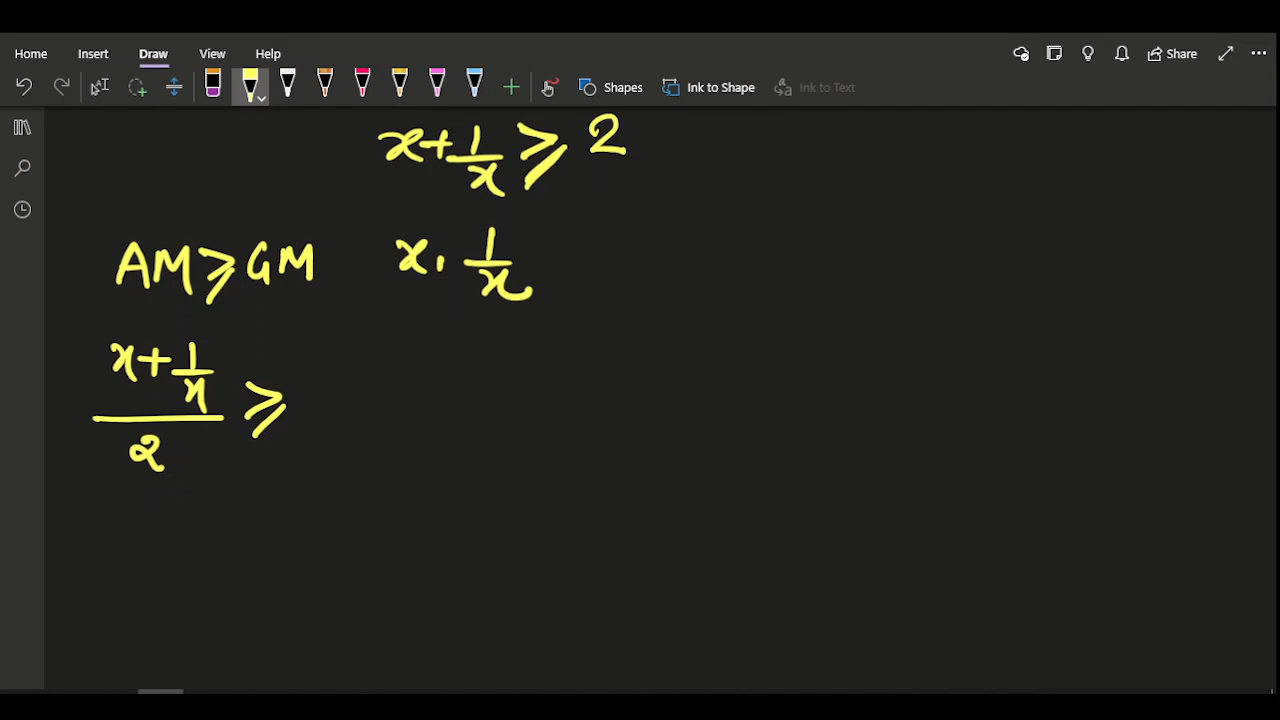 Home Insert Draw View Help Share
Shapes Ink to Shape Ink to Text
x + 1/x ⩾ 2
AM ⩾ GM x, 1/x
(x + 1/x)/2 ⩾